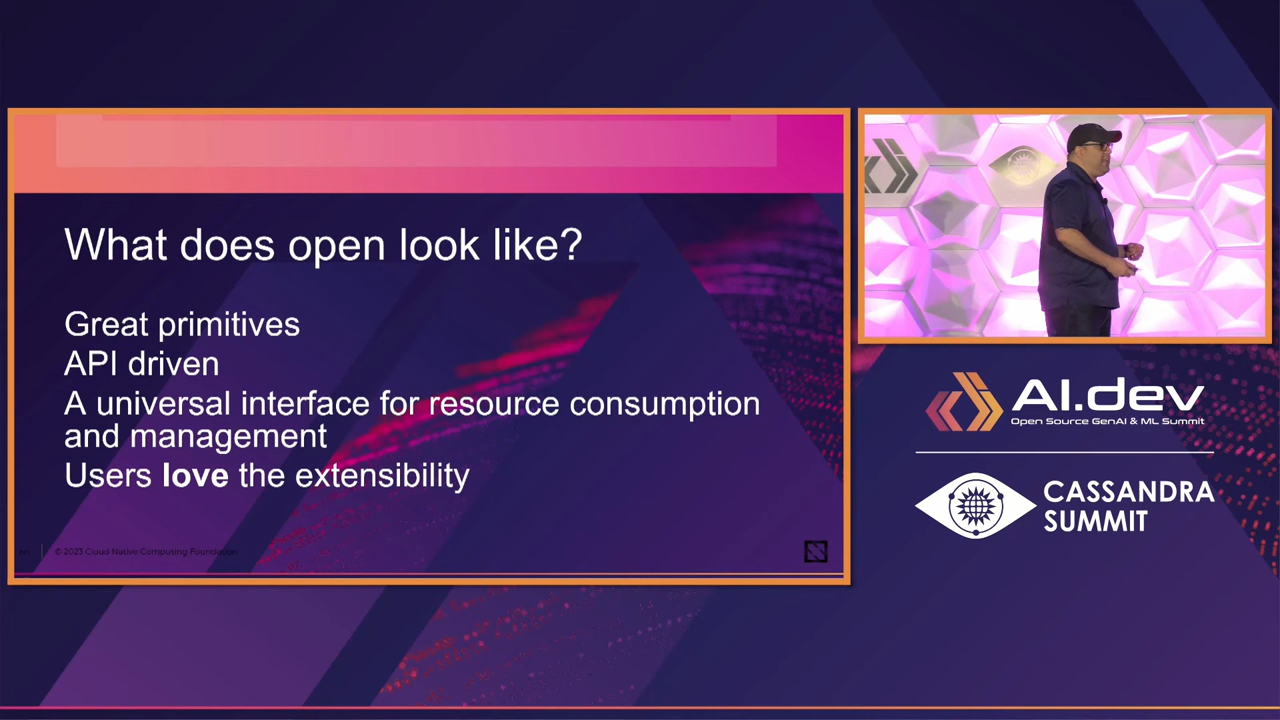 What does open look like?
Great primitives
API driven
A universal interface for resource consumption
and management
Users love the extensibility
© 2023 Cloud Native Computing Foundation
AI.dev
Open Source GenAI & ML Summit
CASSANDRA
SUMMIT